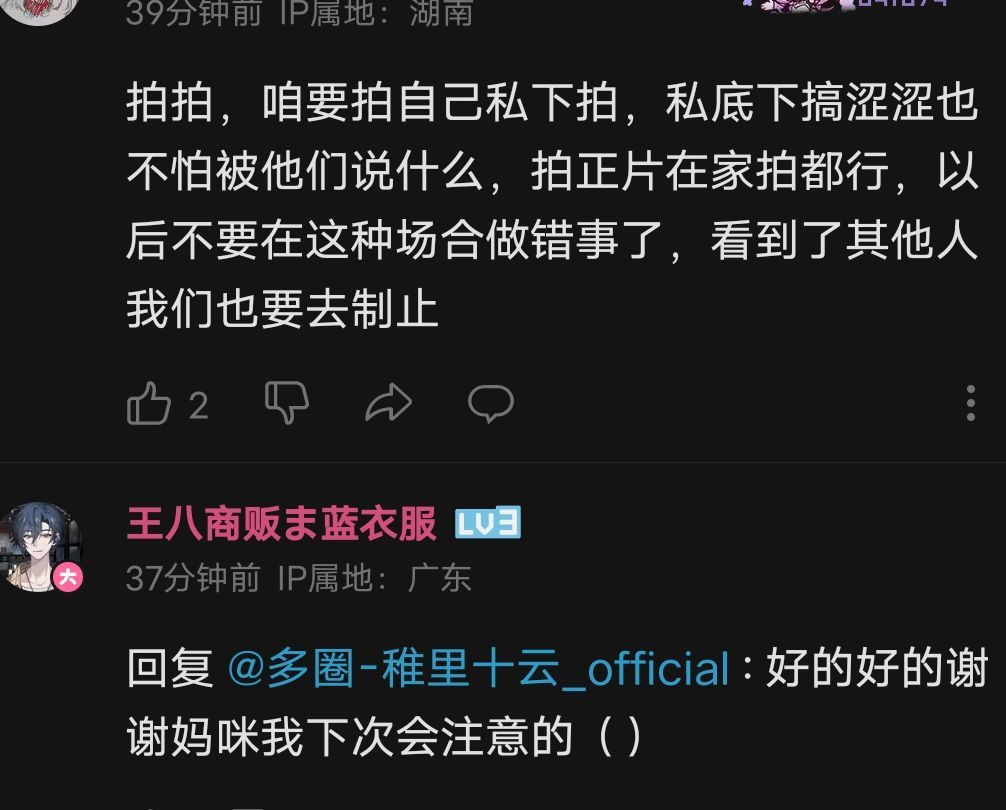 39分钟前 IP属地：湖南
拍拍，咱要拍自己私下拍，私底下搞涩涩也
不怕被他们说什么，拍正片在家拍都行，以
后不要在这种场合做错事了，看到了其他人
我们也要去制止
2
王八商贩ま蓝衣服 LV3
大
37分钟前 IP属地：广东
回复 @多圈-稚里十云_official : 好的好的谢
谢妈咪我下次会注意的（）